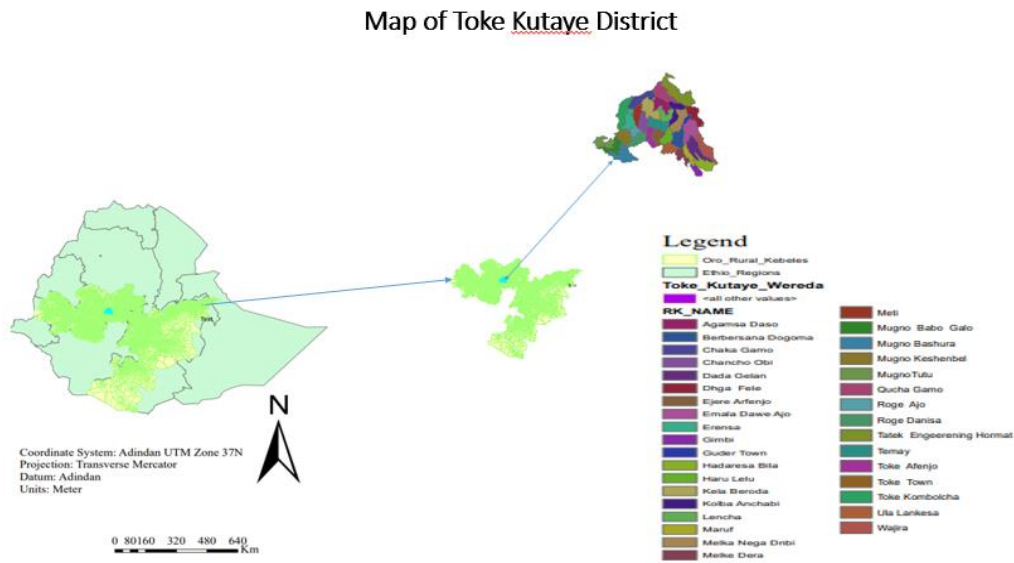 Map of Toke Kutaye District
Legend
Oro_Rural_Kebeles
Ethio_Regions
Toke_Kutaye_Wereda
<all other values>
RK_NAME
Agamsa Daso
Berbersana Dogoma
Chaka Gamo
Chancho Obi
Dada Gelan
Dhga Fele
Ejere Arfenjo
Emala Dawe Ajo
Erensa
Gimbi
Guder Town
Hadaresa Bila
Haru Lelu
Kela Beroda
Kolba Anchabi
Lencha
Maruf
Melka Nega Dnbi
Melke Dera
Meti
Mugno Babo Galo
Mugno Bashura
Mugno Keshenbel
MugnoTutu
Qucha Gamo
Roge Ajo
Roge Danisa
Tatek Engeerening Hormat
Temay
Toke Afenjo
Toke Town
Toke Kombolcha
Ula Lankesa
Wajira
N
Coordinate System: Adindan UTM Zone 37N
Projection: Transverse Mercator
Datum: Adindan
Units: Meter
0 80160 320 480 640
Km